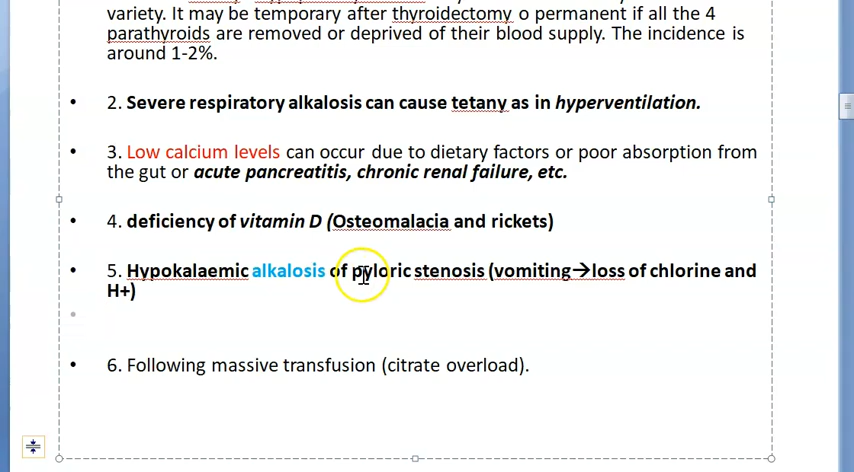 variety. It may be temporary after thyroidectomy o permanent if all the 4
parathyroids are removed or deprived of their blood supply. The incidence is
around 1-2%.
• 2. Severe respiratory alkalosis can cause tetany as in hyperventilation.
• 3. Low calcium levels can occur due to dietary factors or poor absorption from
the gut or acute pancreatitis, chronic renal failure, etc.
• 4. deficiency of vitamin D (Osteomalacia and rickets)
• 5. Hypokalaemic alkalosis of pyloric stenosis (vomiting→loss of chlorine and
H+)
•
• 6. Following massive transfusion (citrate overload).